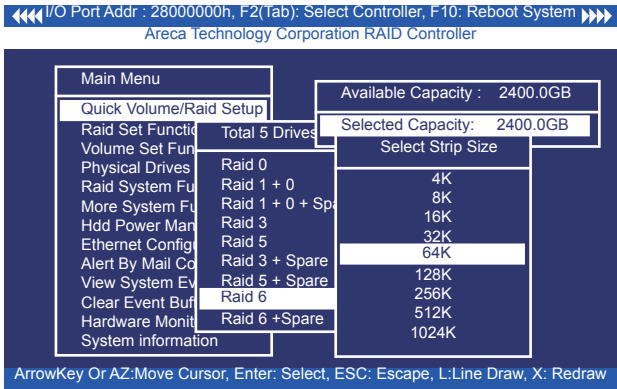 I/O Port Addr : 28000000h, F2(Tab): Select Controller, F10: Reboot System
Areca Technology Corporation RAID Controller
Main Menu
Quick Volume/Raid Setup
Raid Set Functio
Volume Set Fun
Physical Drives
Raid System Fu
More System Fu
Hdd Power Man
Ethernet Config
Alert By Mail Co
View System Ev
Clear Event Buf
Hardware Monit
System information
Total 5 Drives
Raid 0
Raid 1 + 0
Raid 1 + 0 + Spa
Raid 3
Raid 5
Raid 3 + Spare
Raid 5 + Spare
Raid 6
Raid 6 +Spare
Available Capacity : 2400.0GB
Selected Capacity: 2400.0GB
Select Strip Size
4K
8K
16K
32K
64K
128K
256K
512K
1024K
ArrowKey Or AZ:Move Cursor, Enter: Select, ESC: Escape, L:Line Draw, X: Redraw